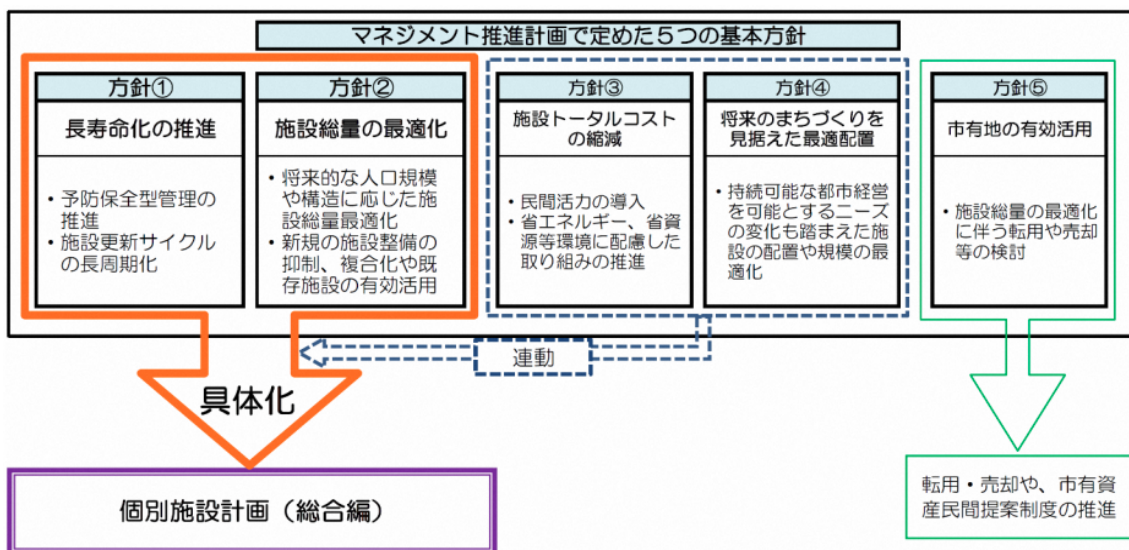 マネジメント推進計画で定めた５つの基本方針
方針①
長寿命化の推進
・予防保全型管理の
推進
・施設更新サイクル
の長周期化
方針②
施設総量の最適化
・将来的な人口規模
や構造に応じた施
設総量最適化
・新規の施設整備の
抑制、複合化や既
存施設の有効活用
方針③
施設トータルコスト
の縮減
・民間活力の導入
・省エネルギー、省資
源等環境に配慮した
取り組みの推進
方針④
将来のまちづくりを
見据えた最適配置
・持続可能な都市経営
を可能とするニーズ
の変化も踏まえた施
設の配置や規模の最
適化
方針⑤
市有地の有効活用
・施設総量の最適化
に伴う転用や売却
等の検討
連動
具体化
個別施設計画（総合編）
転用・売却や、市有資
産民間提案制度の推進